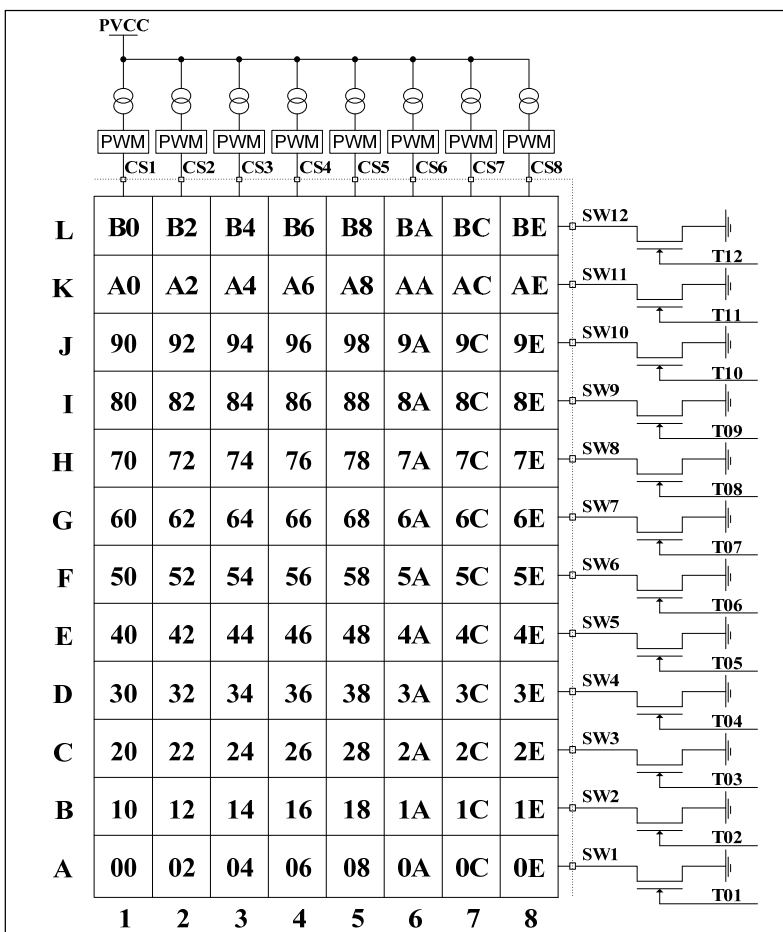 PVCC
PWM PWM PWM PWM PWM PWM PWM PWM
CS1 CS2 CS3 CS4 CS5 CS6 CS7 CS8
L B0 B2 B4 B6 B8 BA BC BE SW12
T12
K A0 A2 A4 A6 A8 AA AC AE SW11
T11
J 90 92 94 96 98 9A 9C 9E SW10
T10
I 80 82 84 86 88 8A 8C 8E SW9
T09
H 70 72 74 76 78 7A 7C 7E SW8
T08
G 60 62 64 66 68 6A 6C 6E SW7
T07
F 50 52 54 56 58 5A 5C 5E SW6
T06
E 40 42 44 46 48 4A 4C 4E SW5
T05
D 30 32 34 36 38 3A 3C 3E SW4
T04
C 20 22 24 26 28 2A 2C 2E SW3
T03
B 10 12 14 16 18 1A 1C 1E SW2
T02
A 00 02 04 06 08 0A 0C 0E SW1
T01
1 2 3 4 5 6 7 8